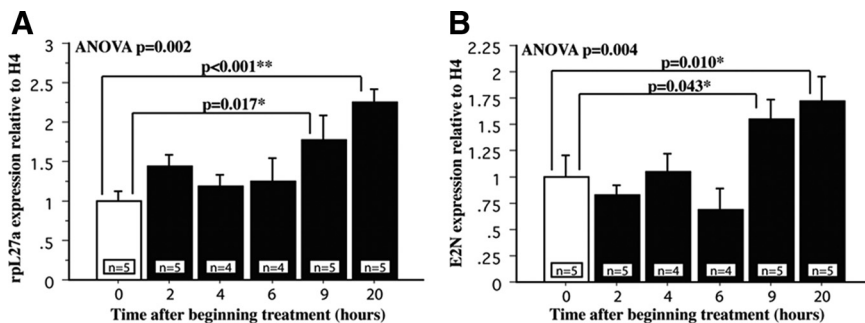 A
ANOVA p=0.002
p<0.001**
p=0.017*
rpL27a expression relative to H4
3
2.5
2
1.5
1
.5
0
n=5 n=5 n=4 n=4 n=5 n=5
0 2 4 6 9 20
Time after beginning treatment (hours)
B
ANOVA p=0.004
p=0.010*
p=0.043*
E2N expression relative to H4
2.25
2
1.75
1.5
1.25
1
.75
.5
.25
0
n=5 n=5 n=4 n=4 n=5 n=5
0 2 4 6 9 20
Time after beginning treatment (hours)